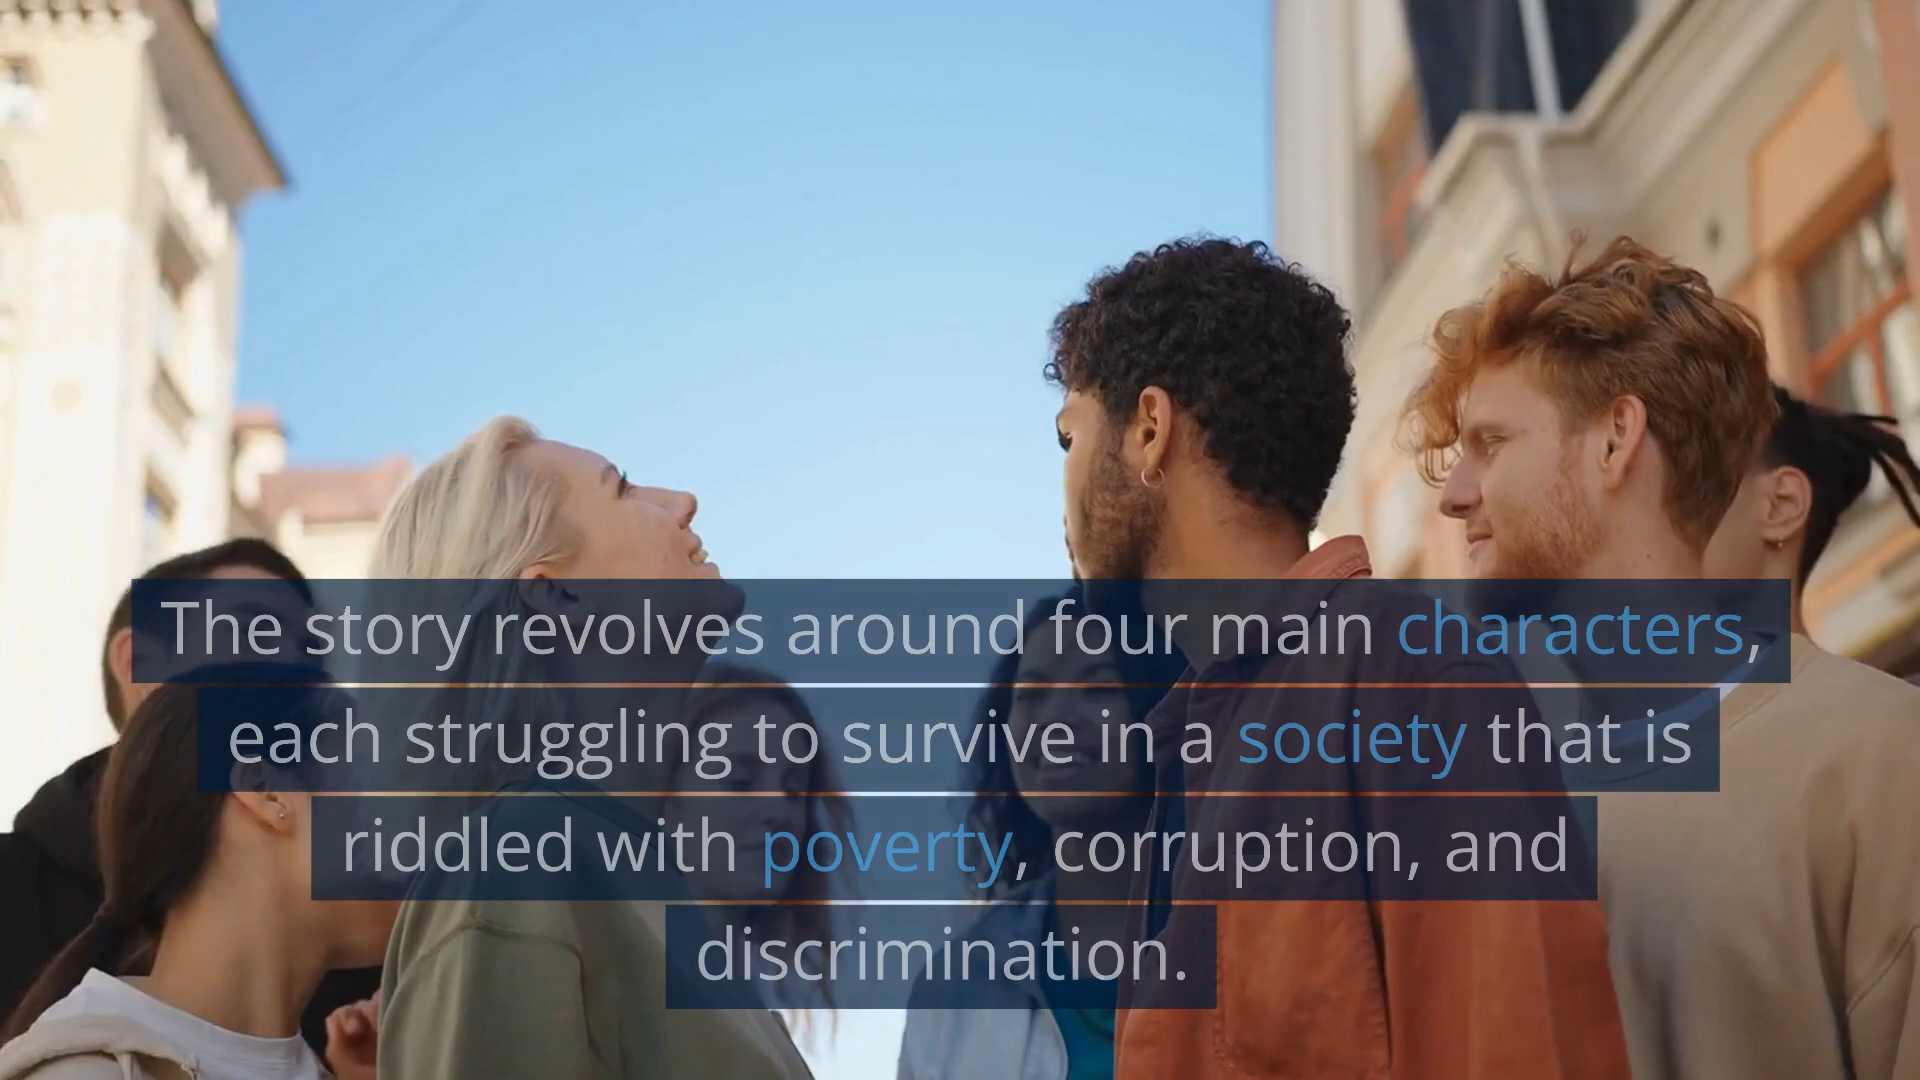 The story revolves around four main characters,
each struggling to survive in a society that is
riddled with poverty, corruption, and
discrimination.